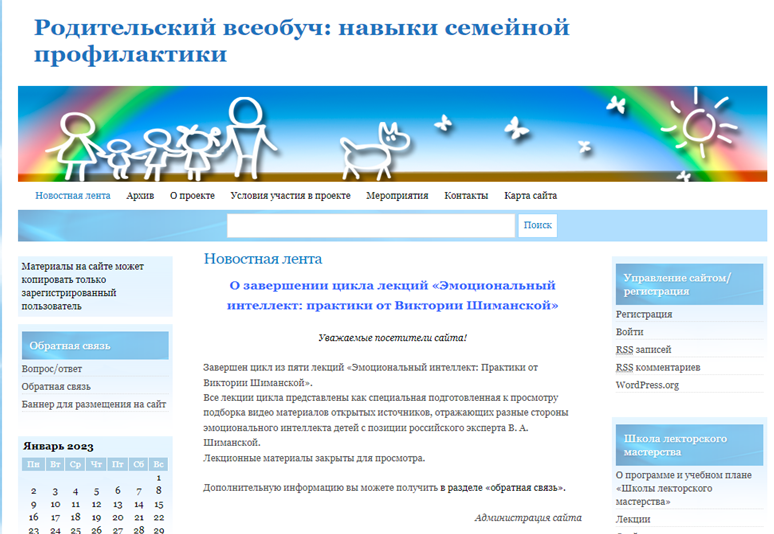 Родительский всеобуч: навыки семейной
профилактики
Новостная лента Архив О проекте Условия участия в проекте Мероприятия Контакты Карта сайта
Поиск
Материалы на сайте может
копировать только
зарегистрированный
пользователь
Обратная связь
Вопрос/ответ
Обратная связь
Баннер для размещения на сайт
Январь 2023
Пн Вт Ср Чт Пт Сб Вс
1
2 3 4 5 6 7 8
9 10 11 12 13 14 15
16 17 18 19 20 21 22
23 24 25 26 27 28 29
Новостная лента
О завершении цикла лекций «Эмоциональный
интеллект: практики от Виктории Шиманской»
Уважаемые посетители сайта!
Завершен цикл из пяти лекций «Эмоциональный интеллект: Практики от
Виктории Шиманской».
Все лекции цикла представлены как специальная подготовленная к просмотру
подборка видео материалов открытых источников, отражающих разные стороны
эмоционального интеллекта детей с позиции российского эксперта В. А.
Шиманской.
Лекционные материалы закрыты для просмотра.
Дополнительную информацию вы можете получить в разделе «обратная связь».
Администрация сайта
Управление сайтом/
регистрация
Регистрация
Войти
RSS записей
RSS комментариев
WordPress.org
Школа лекторского
мастерства
О программе и учебном плане
«Школы лекторского
мастерства»
Лекции